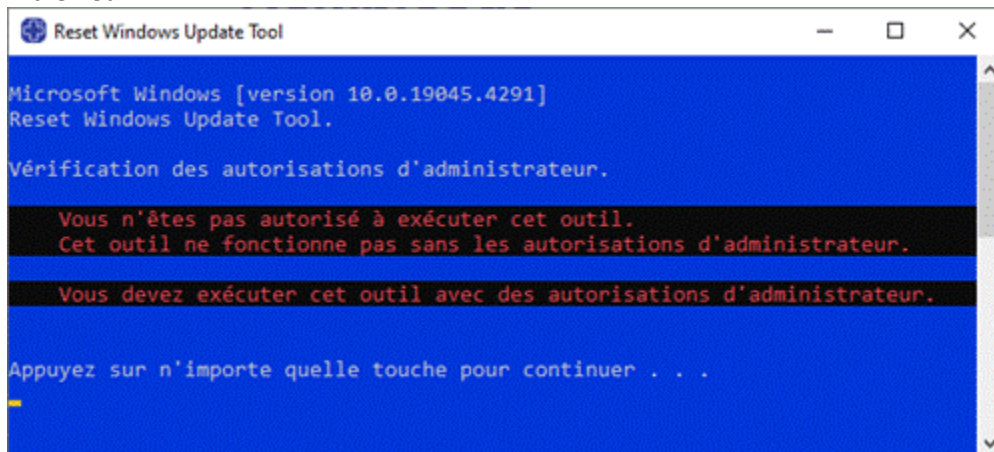 Reset Windows Update Tool
Microsoft Windows [version 10.0.19045.4291]
Reset Windows Update Tool.
Vérification des autorisations d'administrateur.
Vous n'êtes pas autorisé à exécuter cet outil.
Cet outil ne fonctionne pas sans les autorisations d'administrateur.
Vous devez exécuter cet outil avec des autorisations d'administrateur.
Appuyez sur n'importe quelle touche pour continuer . . .